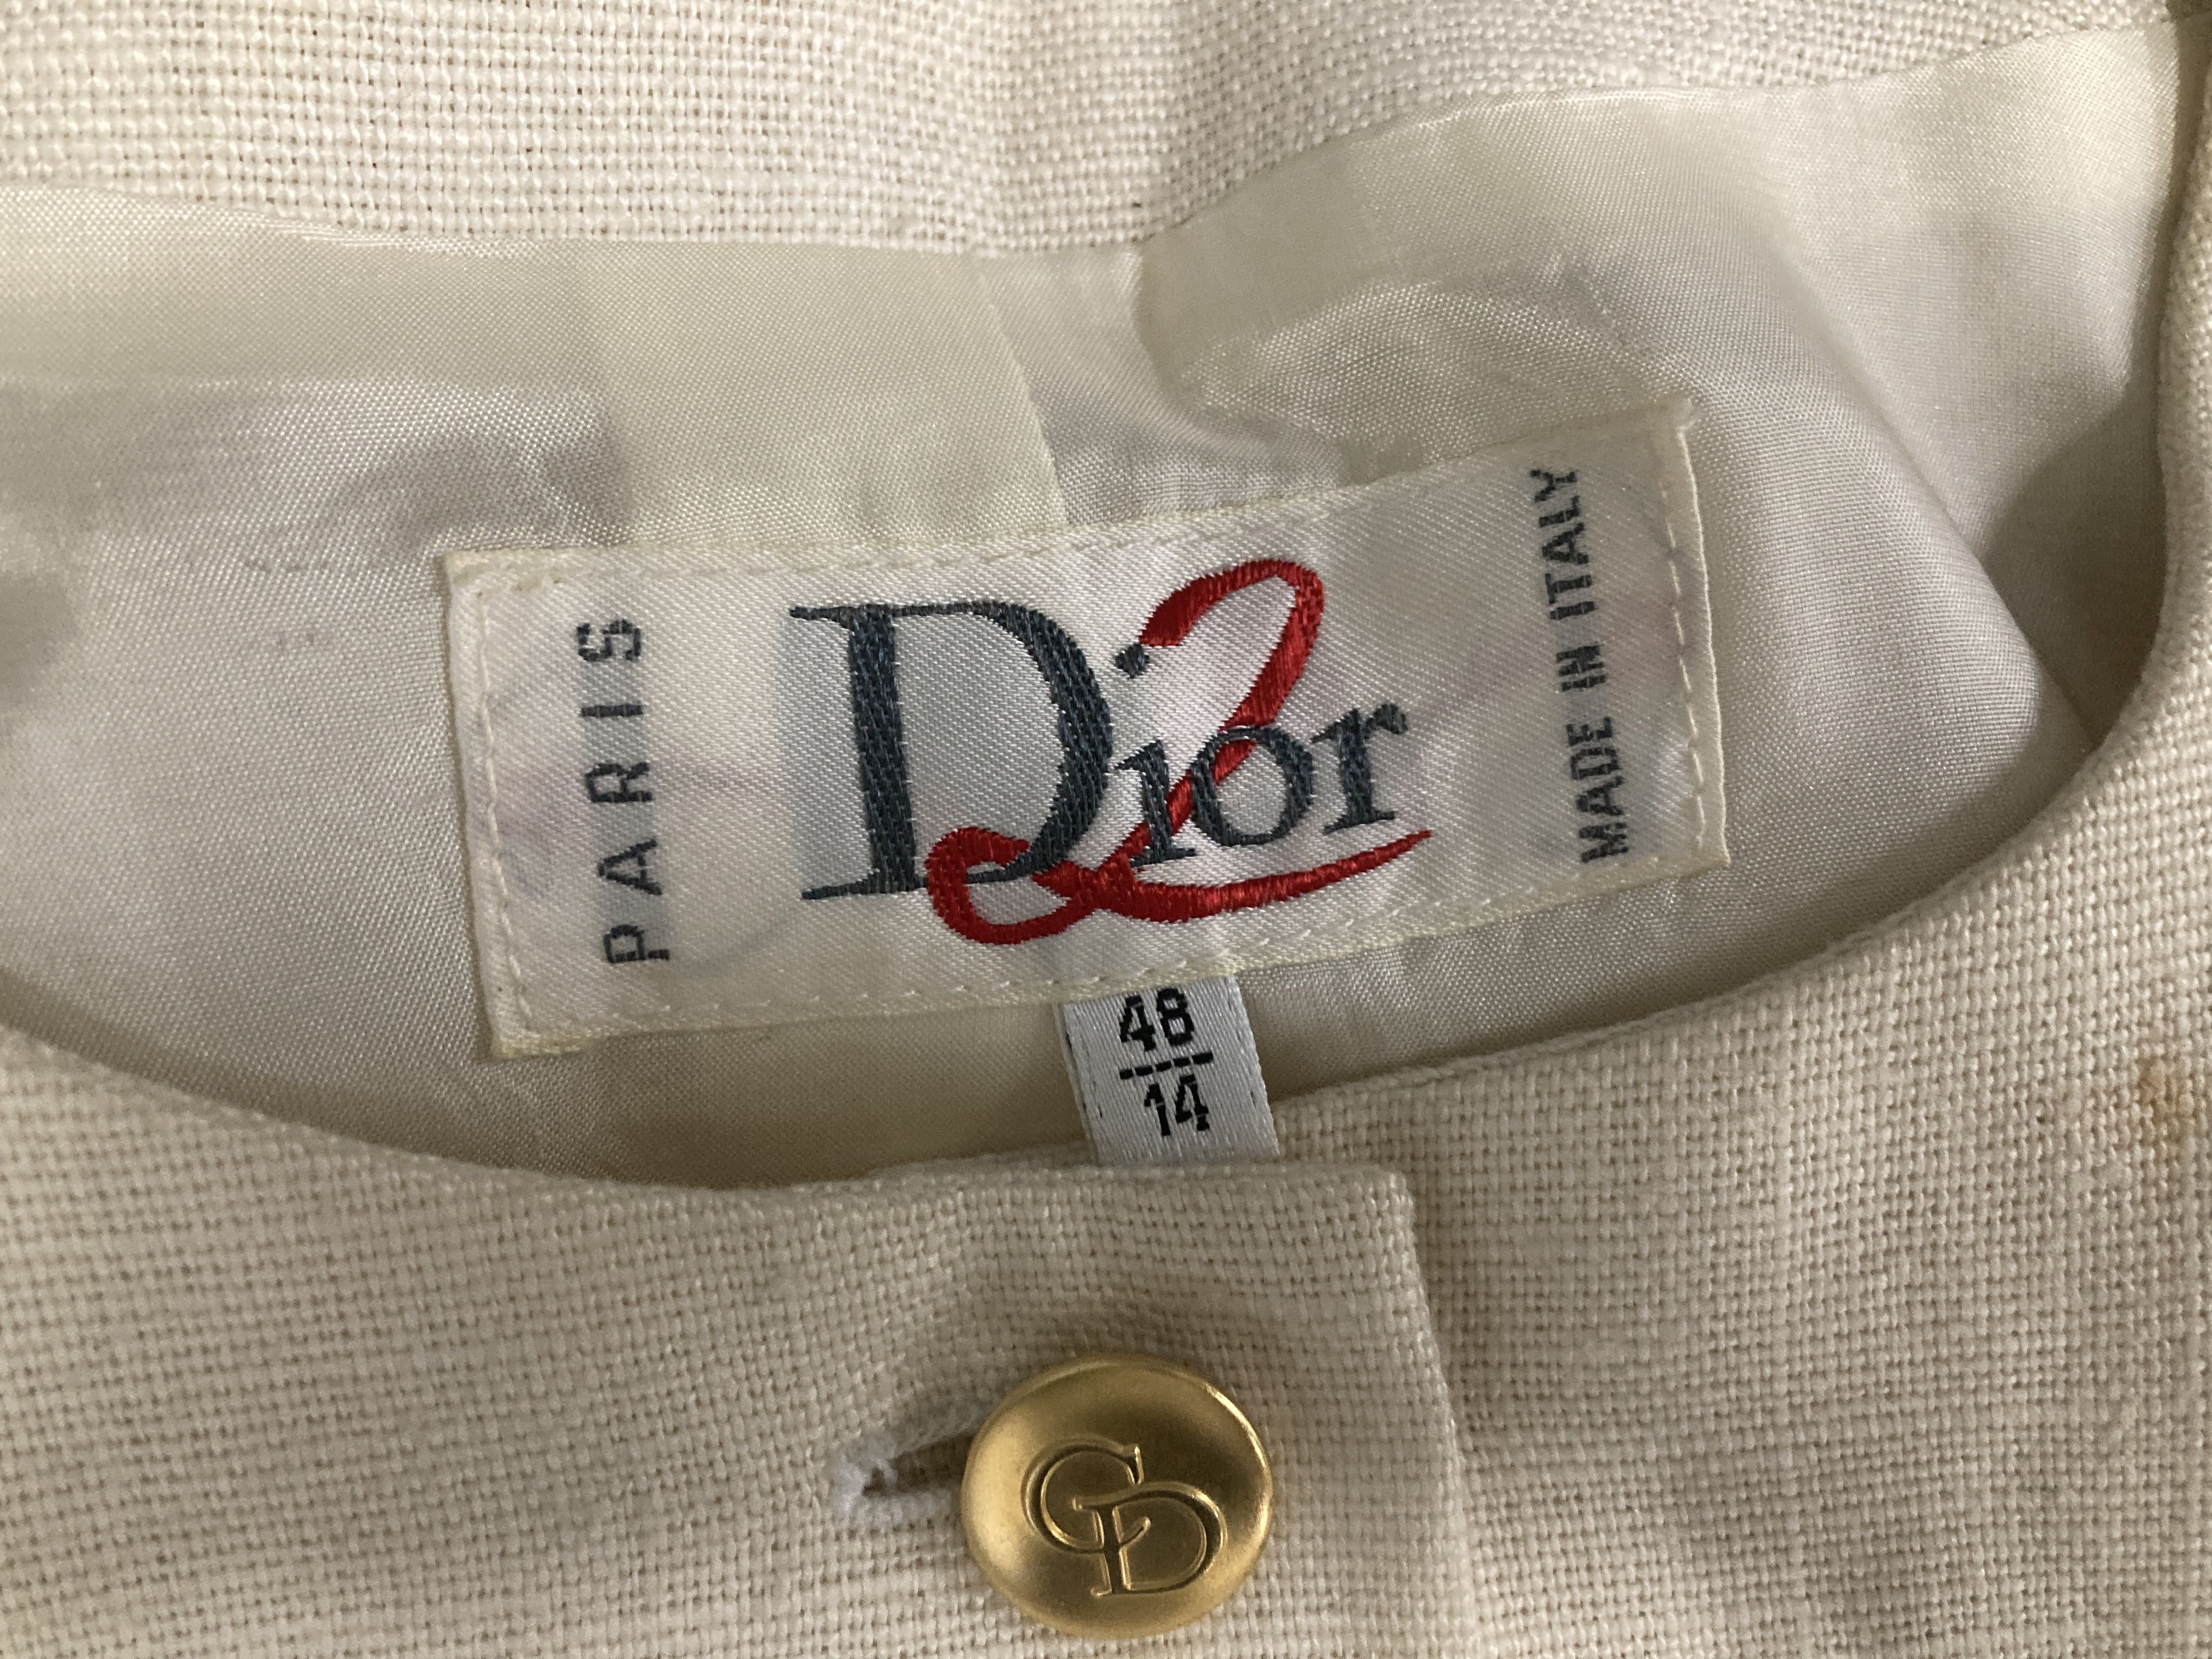 PARIS
Dior 2
MADE IN ITALY
48
14
CD